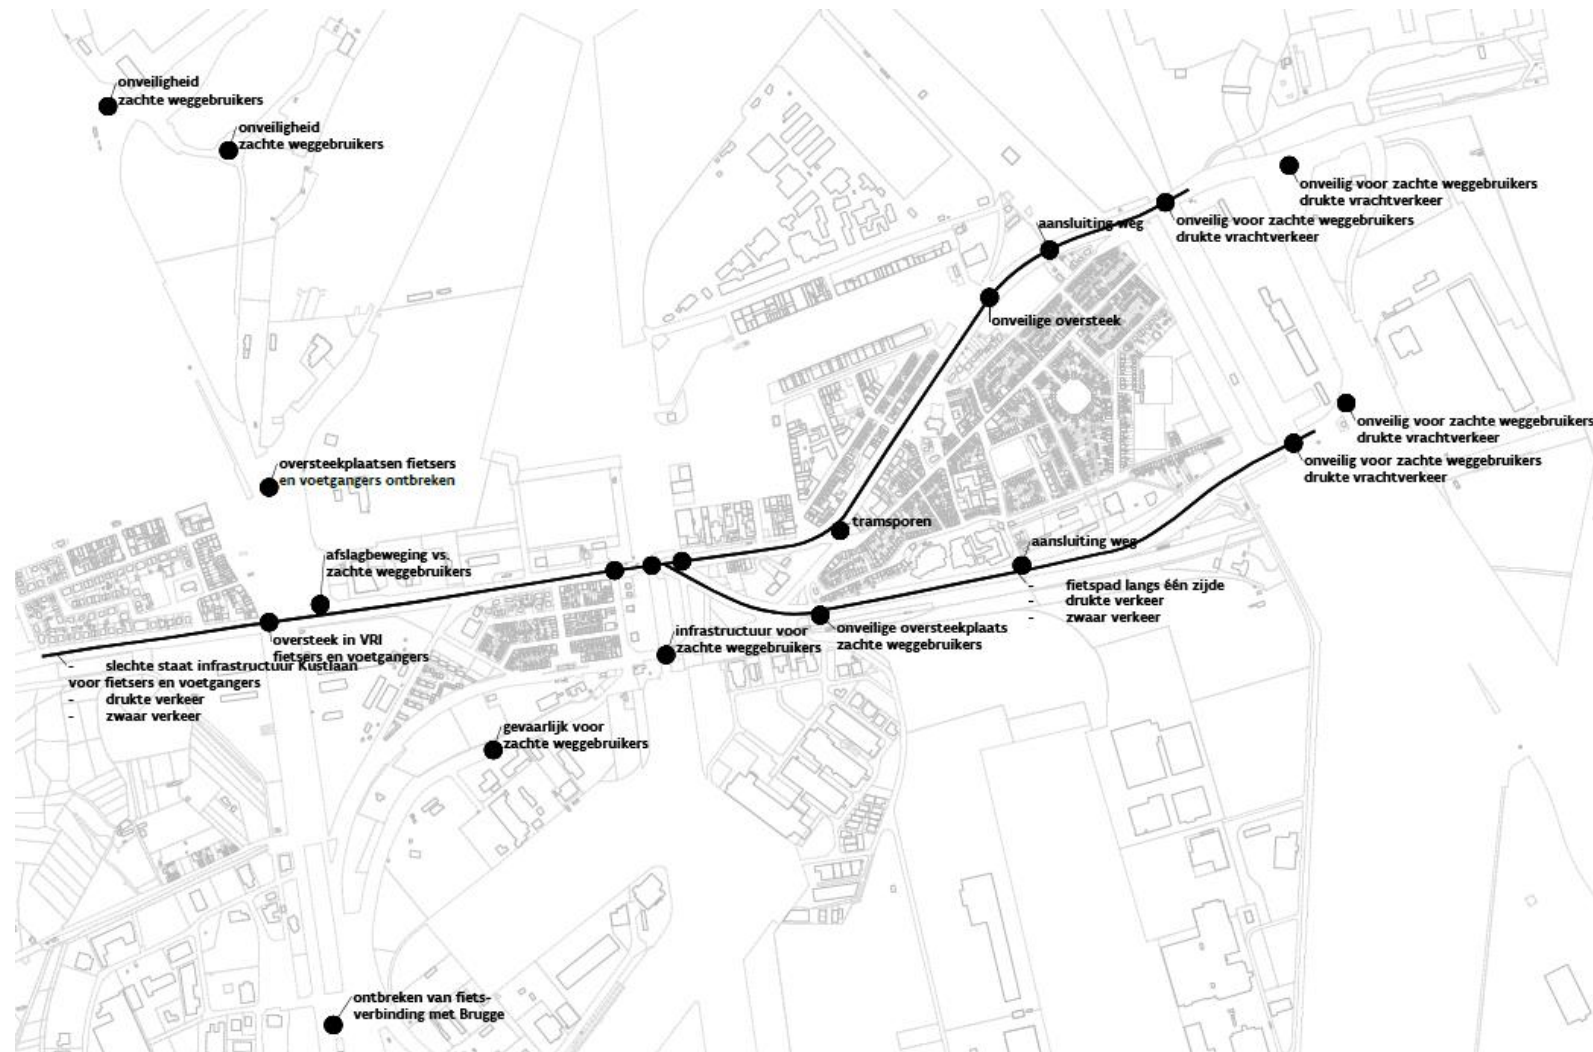 onveiligheid
zachte weggebruikers
onveiligheid
zachte weggebruikers
onveilig voor zachte weggebruikers
drukte vrachtverkeer
onveilig voor zachte weggebruikers
drukte vrachtverkeer
aansluiting weg
onveilige oversteek
onveilig voor zachte weggebruikers
drukte vrachtverkeer
onveilig voor zachte weggebruikers
drukte vrachtverkeer
oversteekplaatsen fietsers
en voetgangers ontbreken
tramsporen
aansluiting weg
- fietspad langs één zijde
- drukte verkeer
- zwaar verkeer
afslagbeweging vs.
zachte weggebruikers
oversteek in VRI
fietsers en voetgangers
infrastructuur voor
zachte weggebruikers
onveilige oversteekplaats
zachte weggebruikers
- slechte staat infrastructuur Kustlaan
voor fietsers en voetgangers
- drukte verkeer
- zwaar verkeer
gevaarlijk voor
zachte weggebruikers
ontbreken van fiets-
verbinding met Brugge